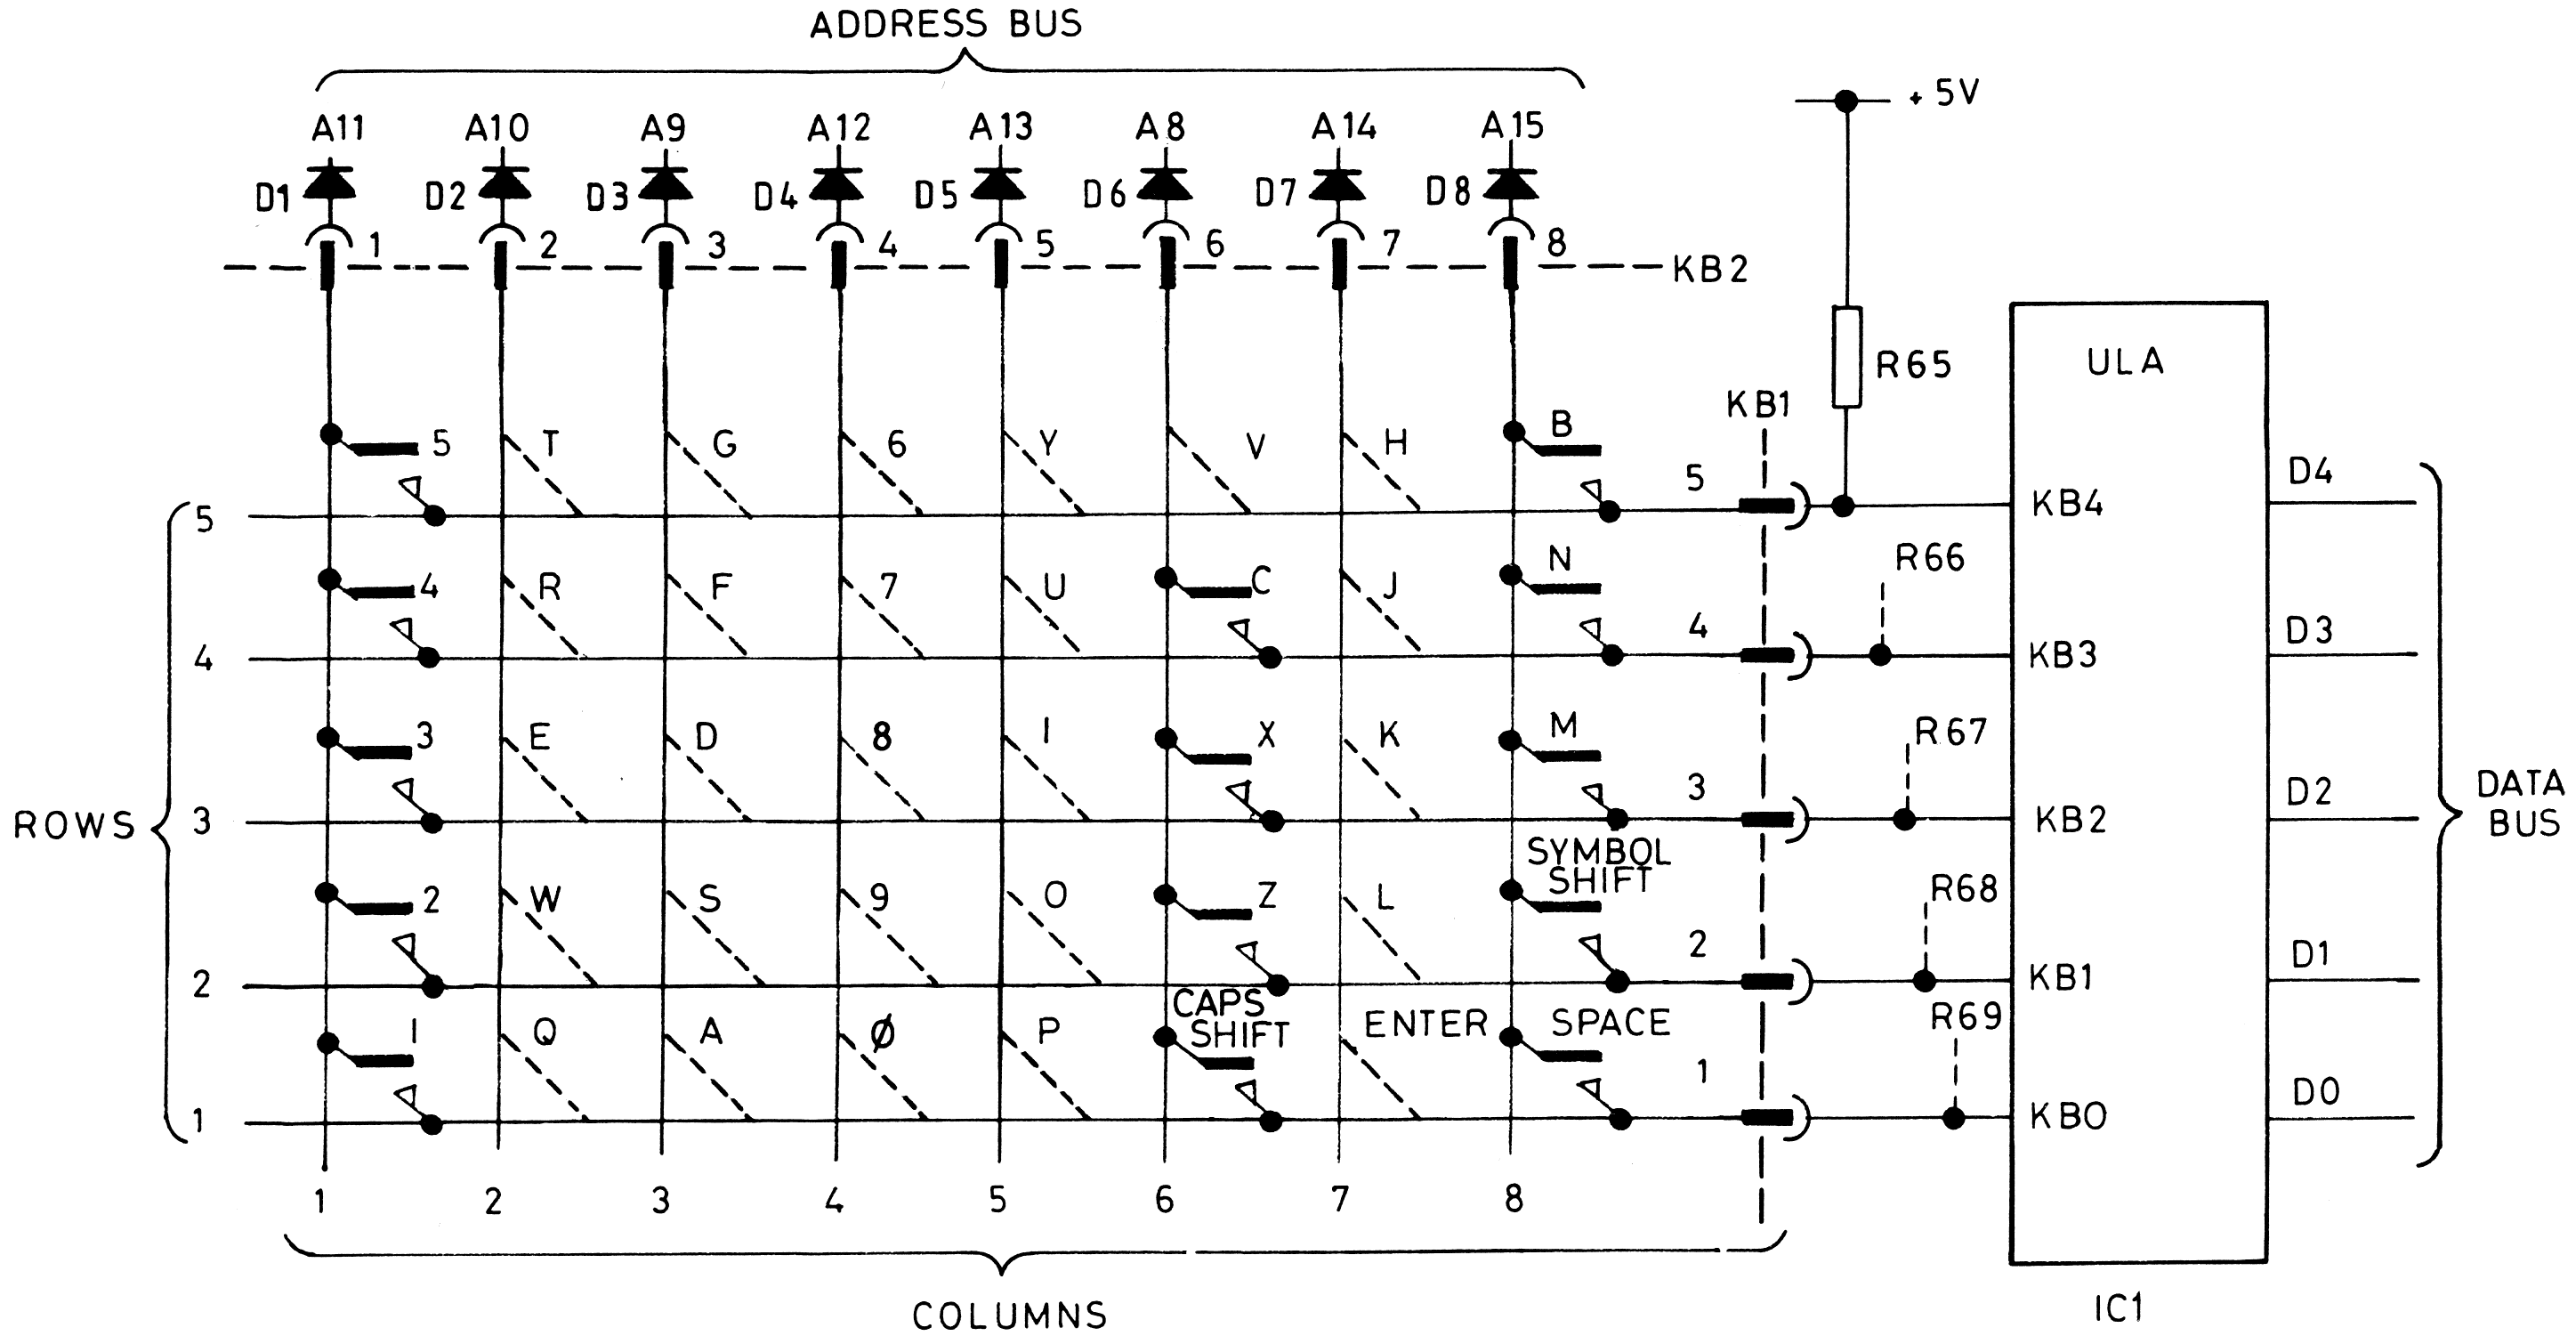 ADDRESS BUS
+5V
A11 A10 A9 A12 A13 A8 A14 A15
D1 D2 D3 D4 D5 D6 D7 D8
1 2 3 4 5 6 7 8
KB2
ULA
R65
KB1
5 T G 6 Y V H B
5 5 KB4 D4
R66
4 R F 7 U C J N
4 4 KB3 D3
R67
3 E D 8 I X K M
ROWS 3 3 KB2 D2 DATA
BUS
SYMBOL
SHIFT
R68
2 W S 9 O Z L
2 2 KB1 D1
CAPS
SHIFT
R69
1 Q A Ø P ENTER SPACE
1 1 KB0 D0
1 2 3 4 5 6 7 8
COLUMNS
IC1